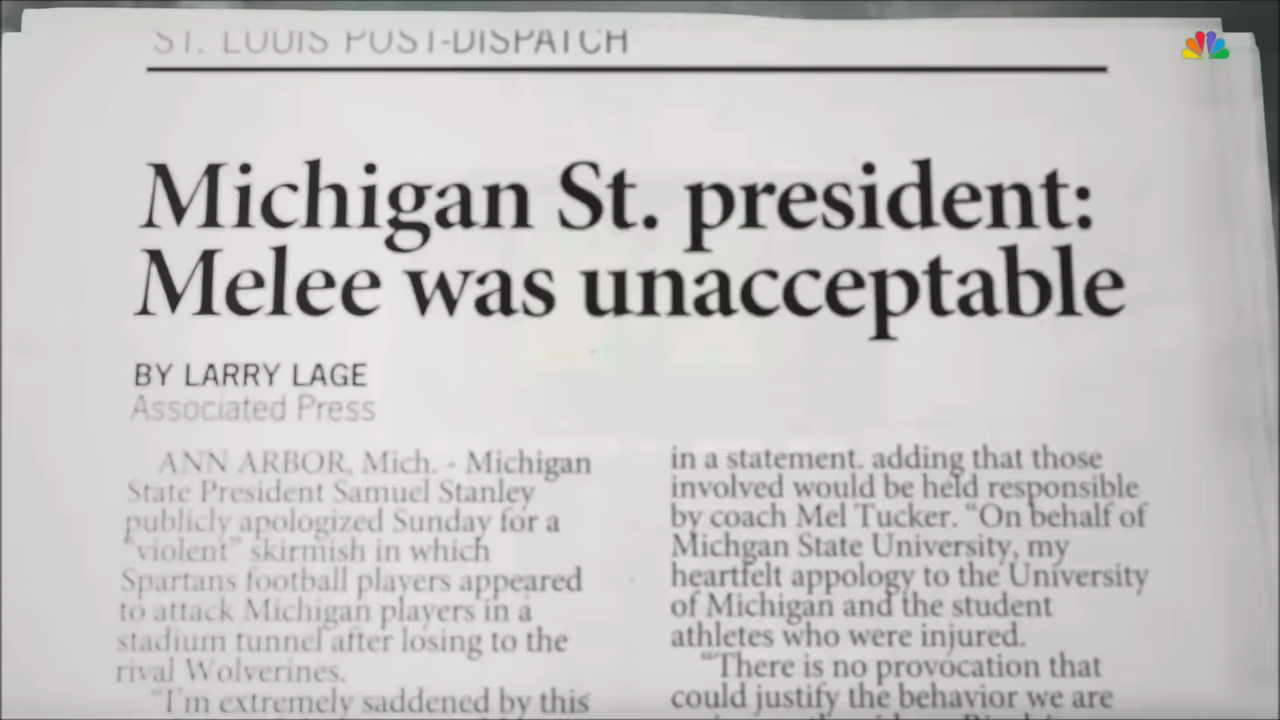 ST. LOUIS POST-DISPATCH
Michigan St. president:
Melee was unacceptable
BY LARRY LAGE
Associated Press
ANN ARBOR, Mich. - Michigan
State President Samuel Stanley
publicly apologized Sunday for a
"violent" skirmish in which
Spartans football players appeared
to attack Michigan players in a
stadium tunnel after losing to the
rival Wolverines.
"I'm extremely saddened by this
in a statement. adding that those
involved would be held responsible
by coach Mel Tucker. "On behalf of
Michgan State University, my
heartfelt appology to the University
of Michigan and the student
athletes who were injured.
"There is no provocation that
could justify the behavior we are